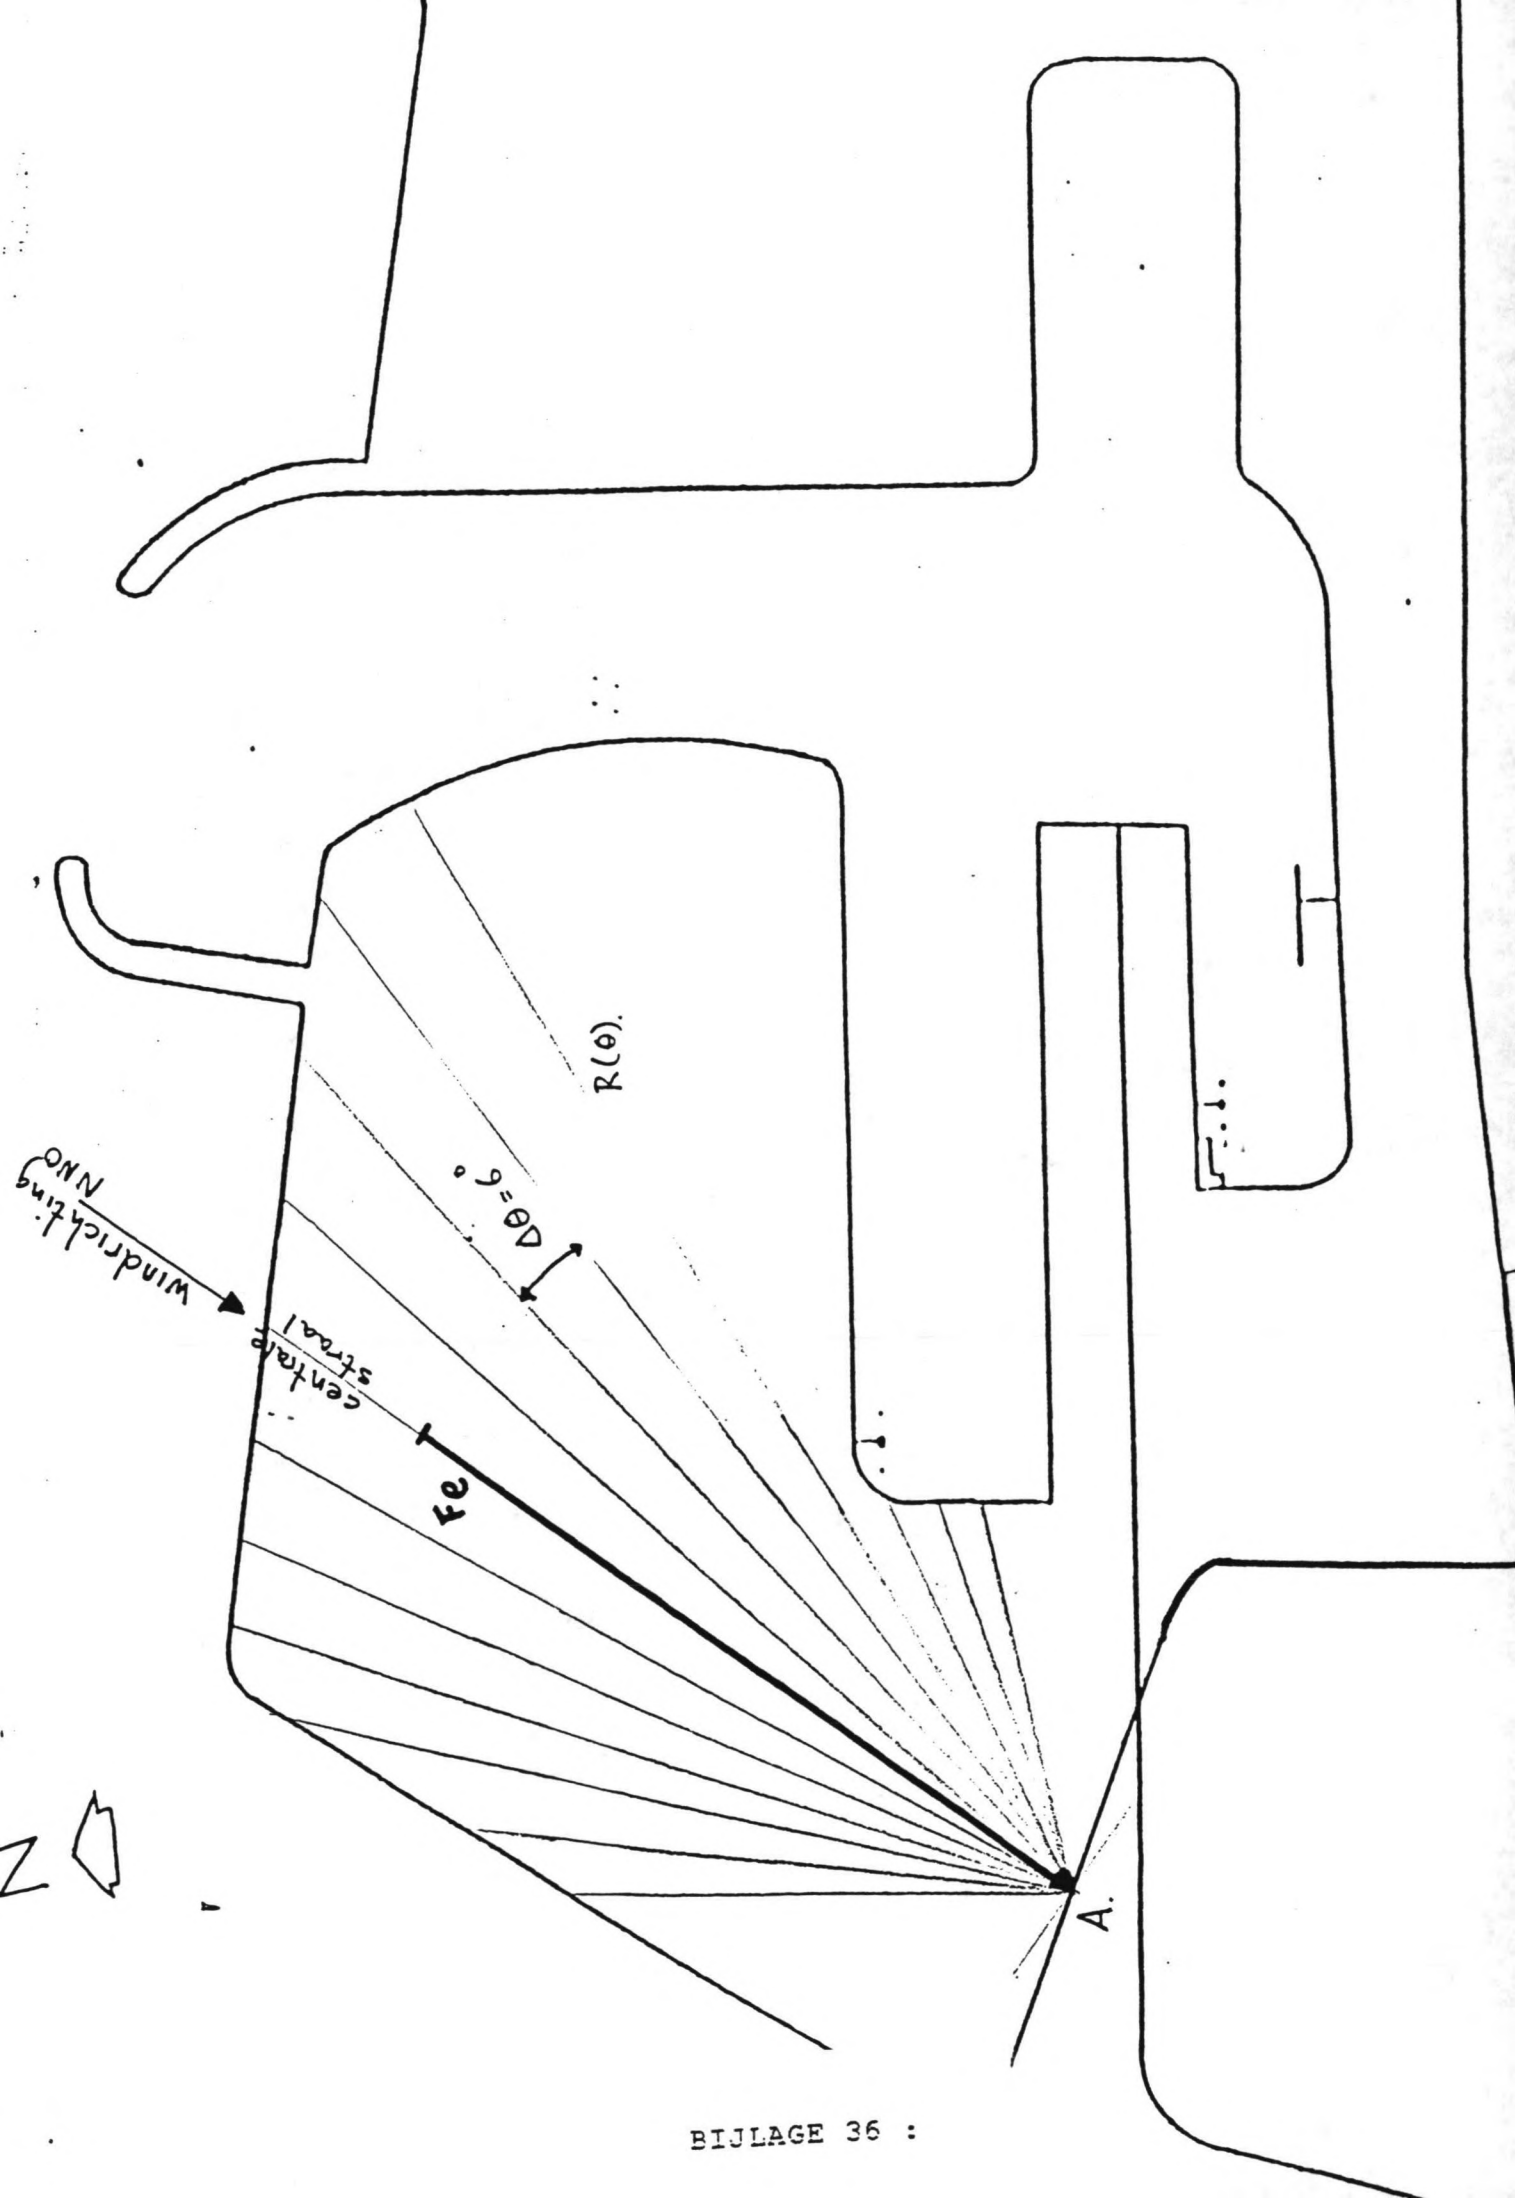 windrichting
NNO
centrale
straal
Fe
Δθ = 6°
R(θ).
A.
N
BIJLAGE 36 :